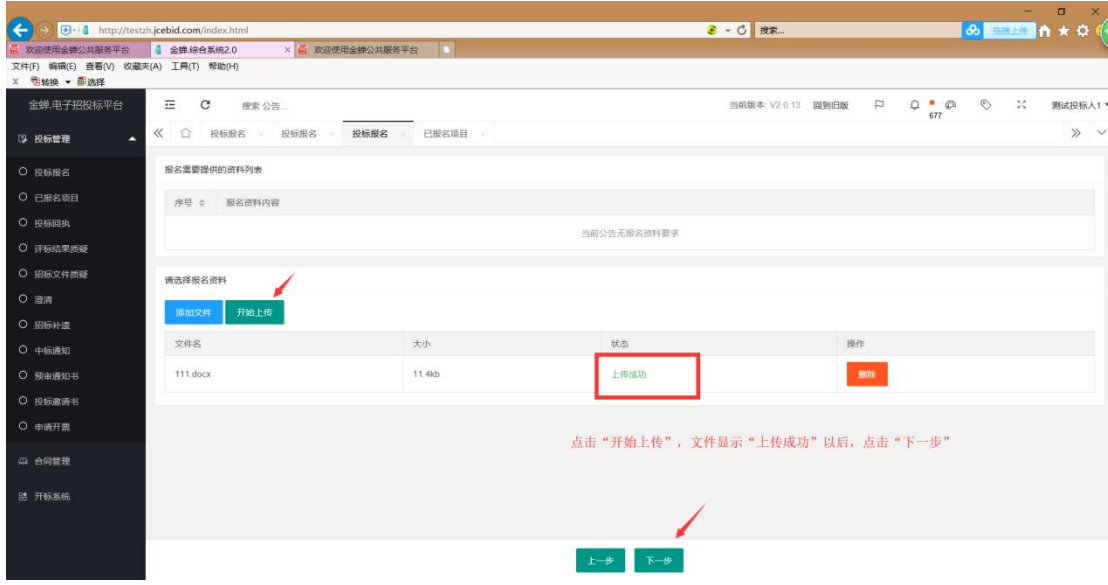 http://testzh.jcebid.com/index.html
搜索...
拖拽上传
欢迎使用金蝉公共服务平台
金蝉.综合系统2.0
欢迎使用金蝉公共服务平台
文件(F) 编辑(E) 查看(V) 收藏夹(A) 工具(T) 帮助(H)
x 转换 选择
金蝉.电子招投标平台
搜索 公告...
当前版本: V2.0.13 回到旧版
677
测试投标人1
投标管理
投标报名 投标报名 投标报名 已报名项目
投标报名
已报名项目
投标回执
评标结果质疑
招标文件质疑
澄清
招标补遗
中标通知
预审通知书
投标邀请书
申请开票
合同管理
开标系统
报名需要提供的资料列表
序号 报名资料内容
当前公告无报名资料要求
请选择报名资料
添加文件 开始上传
文件名 大小 状态 操作
111.docx 11.4kb 上传成功 删除
点击“开始上传”，文件显示“上传成功”以后，点击“下一步”
上一步 下一步